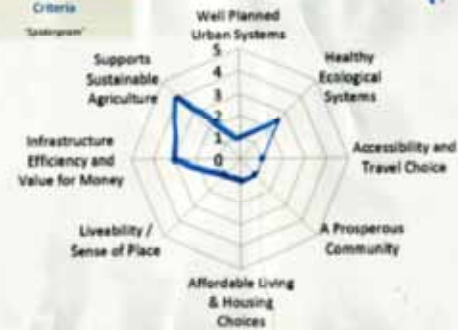 Criteria
"Spidergram"
Well Planned
Urban Systems
5
4
3
2
1
0
Healthy
Ecological
Systems
Accessibility and
Travel Choice
A Prosperous
Community
Affordable Living
& Housing
Choices
Liveability /
Sense of Place
Infrastructure
Efficiency and
Value for Money
Supports
Sustainable
Agriculture